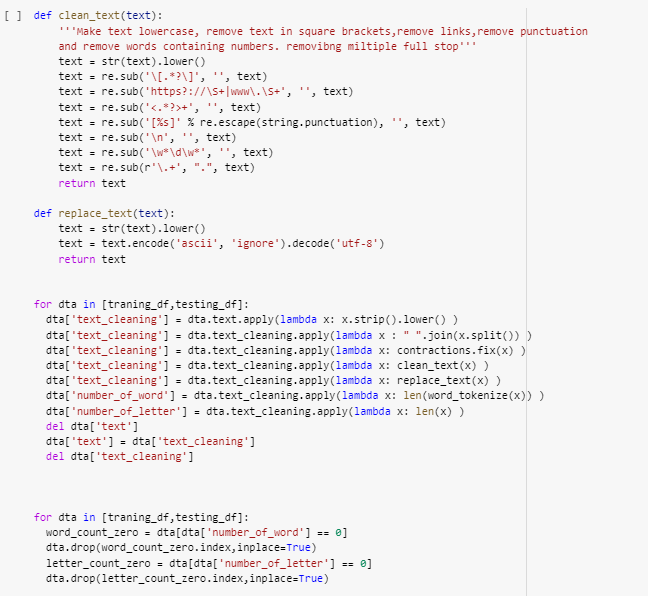 [ ] def clean_text(text):
'''Make text lowercase, remove text in square brackets,remove links,remove punctuation
and remove words containing numbers. removibng miltiple full stop'''
text = str(text).lower()
text = re.sub('\[.*?\]', '', text)
text = re.sub('https?://\S+|www\.\S+', '', text)
text = re.sub('<.*?>+', '', text)
text = re.sub('[%s]' % re.escape(string.punctuation), '', text)
text = re.sub('\n', '', text)
text = re.sub('\w*\d\w*', '', text)
text = re.sub(r'\.+', ".", text)
return text
def replace_text(text):
text = str(text).lower()
text = text.encode('ascii', 'ignore').decode('utf-8')
return text
for dta in [traning_df,testing_df]:
dta['text_cleaning'] = dta.text.apply(lambda x: x.strip().lower() )
dta['text_cleaning'] = dta.text_cleaning.apply(lambda x : " ".join(x.split()) )
dta['text_cleaning'] = dta.text_cleaning.apply(lambda x: contractions.fix(x) )
dta['text_cleaning'] = dta.text_cleaning.apply(lambda x: clean_text(x) )
dta['text_cleaning'] = dta.text_cleaning.apply(lambda x: replace_text(x) )
dta['number_of_word'] = dta.text_cleaning.apply(lambda x: len(word_tokenize(x)) )
dta['number_of_letter'] = dta.text_cleaning.apply(lambda x: len(x) )
del dta['text']
dta['text'] = dta['text_cleaning']
del dta['text_cleaning']
for dta in [traning_df,testing_df]:
word_count_zero = dta[dta['number_of_word'] == 0]
dta.drop(word_count_zero.index,inplace=True)
letter_count_zero = dta[dta['number_of_letter'] == 0]
dta.drop(letter_count_zero.index,inplace=True)